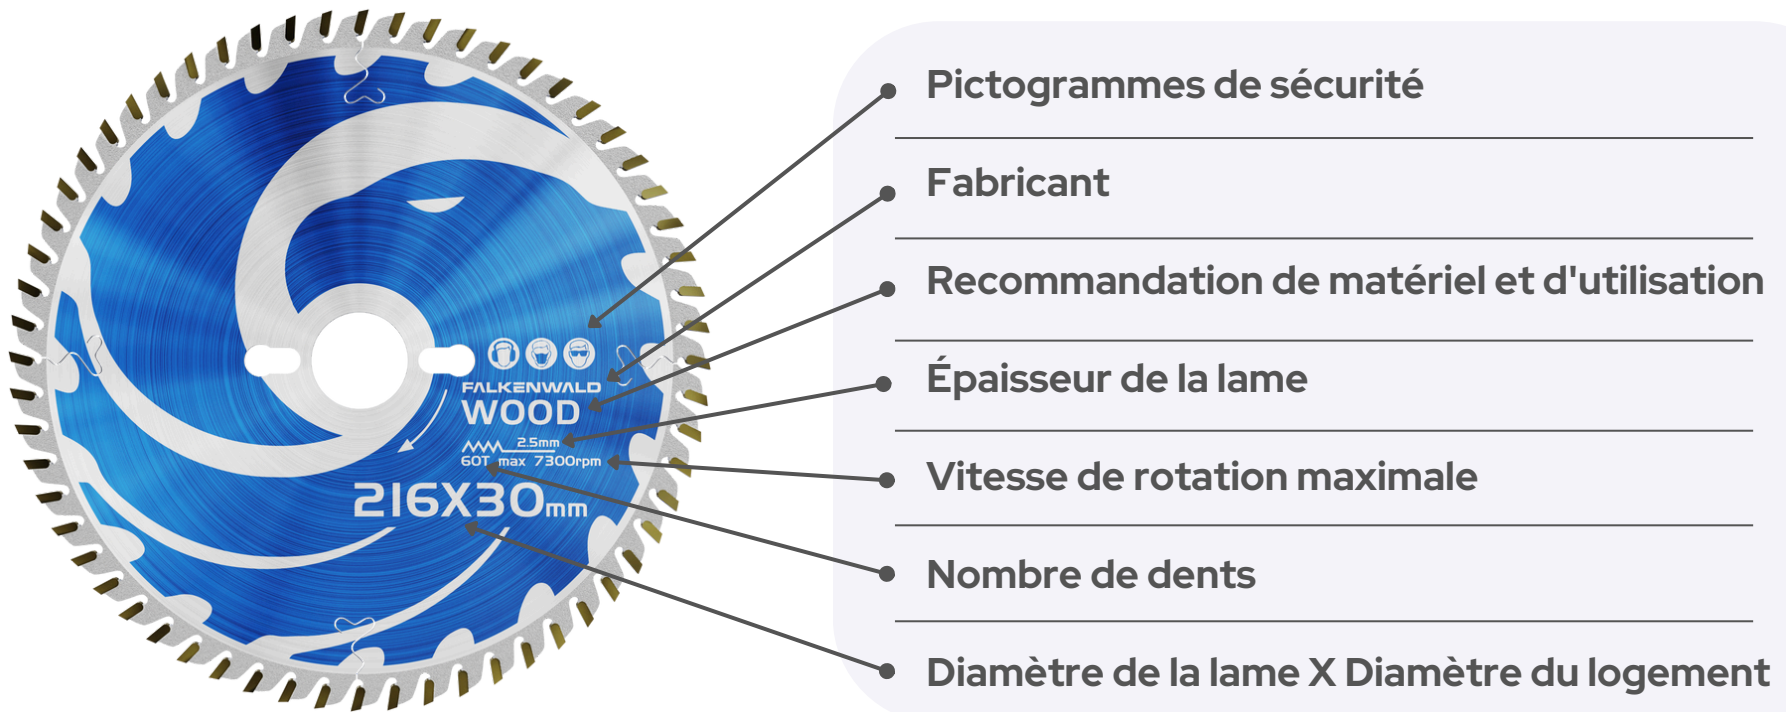 Pictogrammes de sécurité
Fabricant
Recommandation de matériel et d'utilisation
Épaisseur de la lame
Vitesse de rotation maximale
Nombre de dents
Diamètre de la lame X Diamètre du logement
FALKENWALD
WOOD
2.5mm
60T max 7300rpm
216X30mm